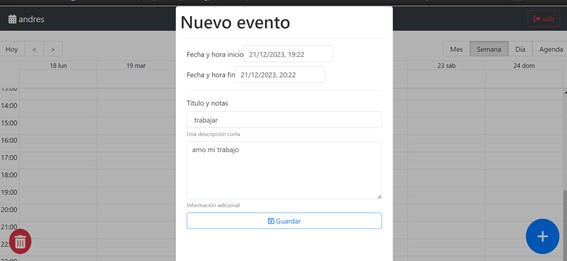 andres
salir
Hoy < >
Mes Semana Día Agenda
18 lun 19 mar 23 sáb 24 dom
Nuevo evento
Fecha y hora inicio 21/12/2023, 19:22
Fecha y hora fin 21/12/2023, 20:22
Titulo y notas
trabajar
Una descripción corta
amo mi trabajo
Información adicional
Guardar
14:00
15:00
16:00
17:00
18:00
19:00
20:00
21:00
+